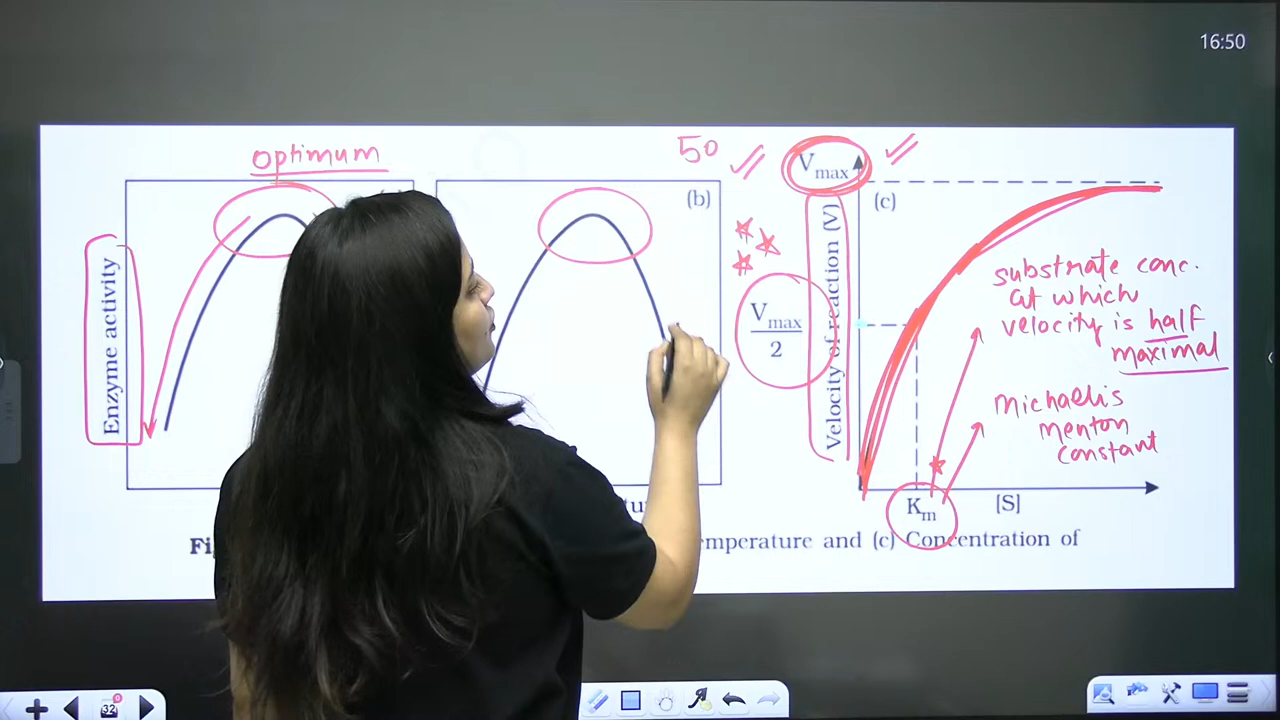 16:50
optimum
50
Vmax
(b)
(c)
Enzyme activity
Velocity of reaction (V)
Vmax
2
substrate conc.
at which
velocity is half
maximal
Michaelis
menton
constant
Km
[S]
emperature and (c) Concentration of
32